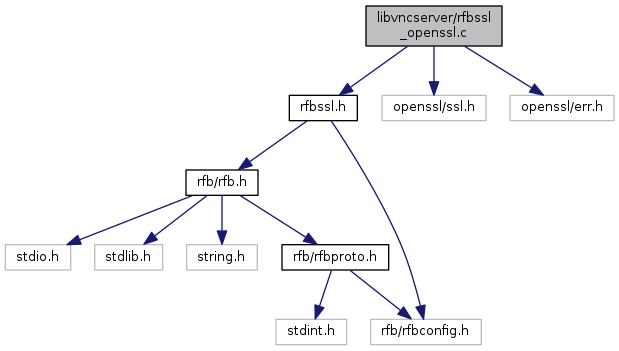 libvncserver/rfbssl
_openssl.c
rfbssl.h
openssl/ssl.h
openssl/err.h
rfb/rfb.h
stdio.h
stdlib.h
string.h
rfb/rfbproto.h
stdint.h
rfb/rfbconfig.h